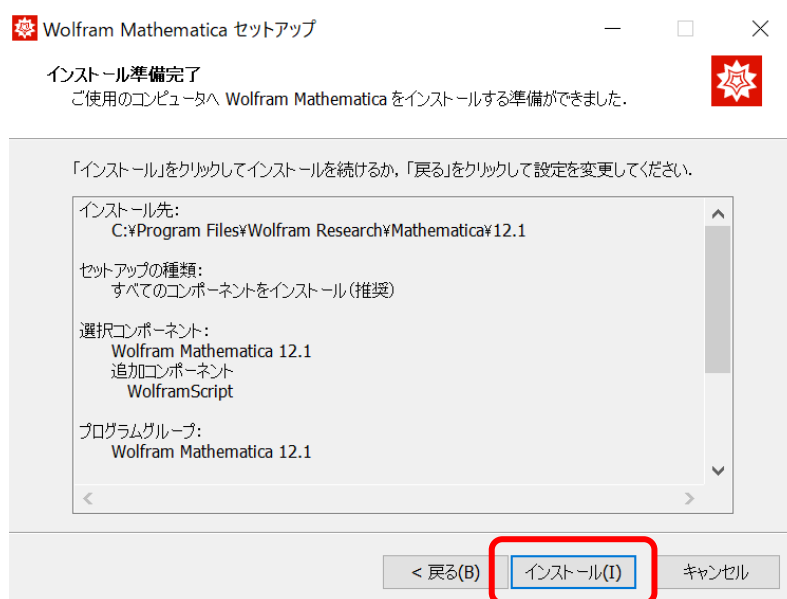 Wolfram Mathematica セットアップ
インストール準備完了
ご使用のコンピュータへ Wolfram Mathematica をインストールする準備ができました.
「インストール」をクリックしてインストールを続けるか,「戻る」をクリックして設定を変更してください.
インストール先:
C:¥Program Files¥Wolfram Research¥Mathematica¥12.1
セットアップの種類:
すべてのコンポーネントをインストール(推奨)
選択コンポーネント:
Wolfram Mathematica 12.1
追加コンポーネント
WolframScript
プログラムグループ:
Wolfram Mathematica 12.1
< 戻る(B) インストール(I) キャンセル